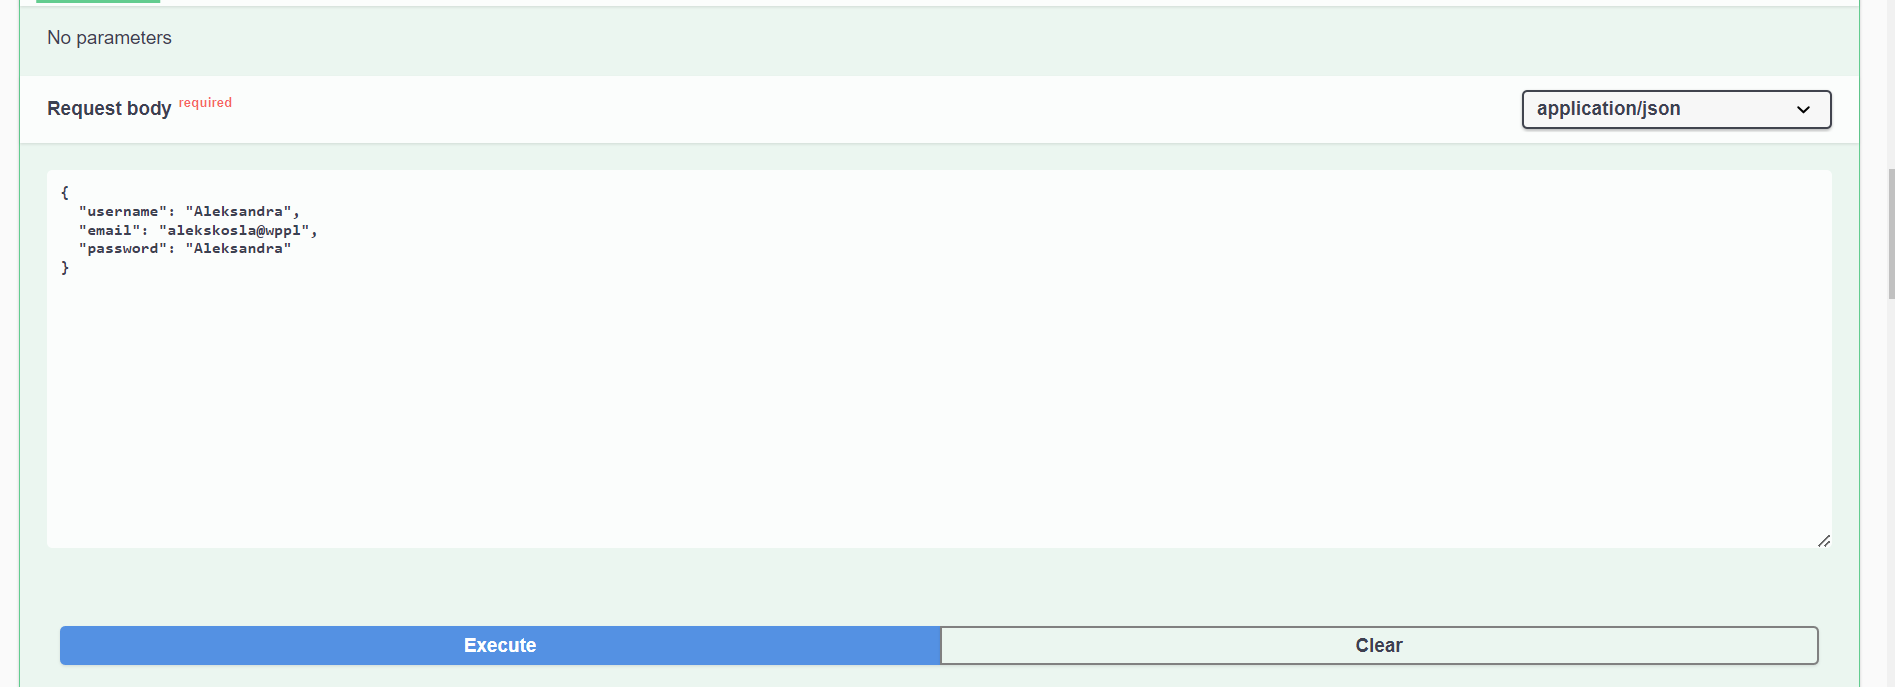 No parameters
Request body required
application/json
{
"username": "Aleksandra",
"email": "alekskosla@wppl",
"password": "Aleksandra"
}
Execute
Clear